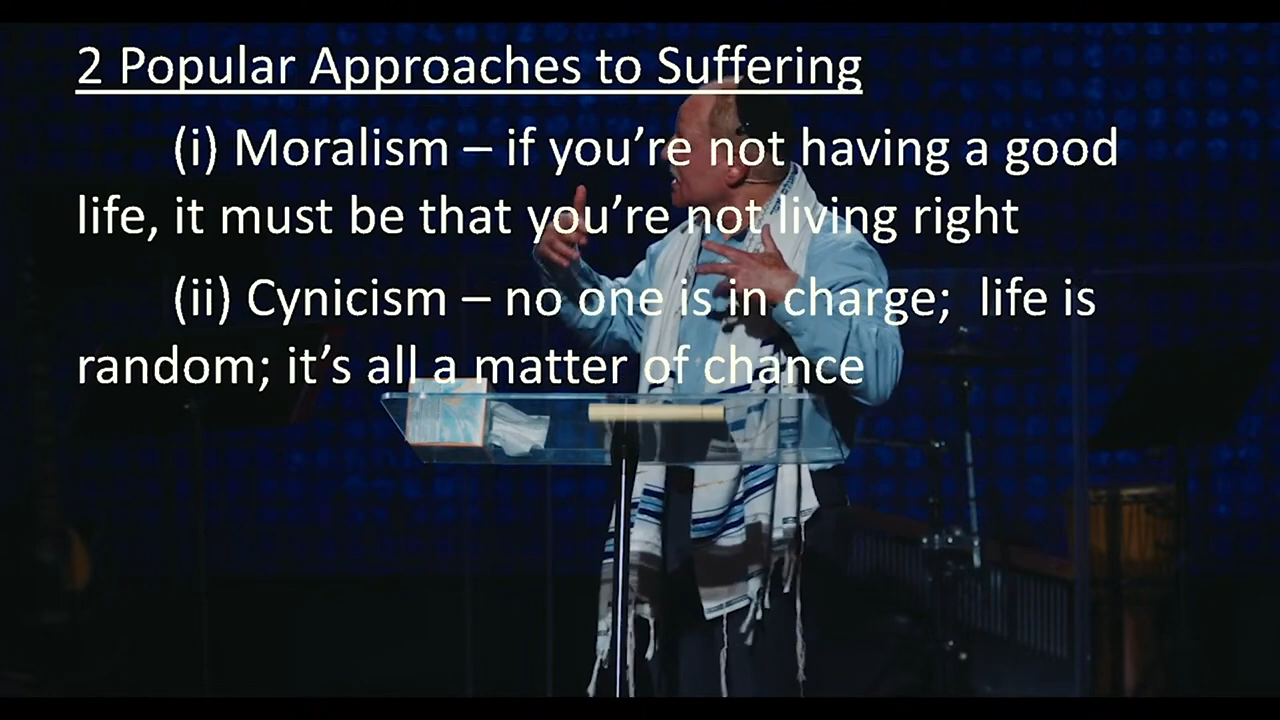 2 Popular Approaches to Suffering
(i) Moralism – if you’re not having a good
life, it must be that you’re not living right
(ii) Cynicism – no one is in charge;  life is
random; it’s all a matter of chance